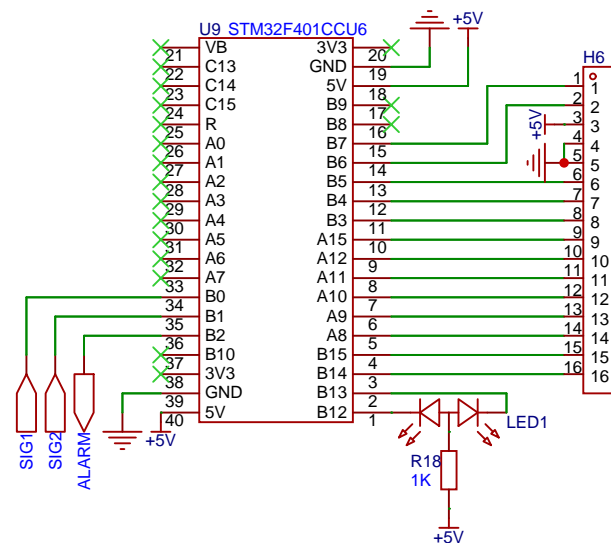 U9 STM32F401CCU6
+5V
H6
VB 3V3
21 20
C13 GND
22 19
C14 5V
23 18
C15 B9
24 17
R B8
25 16
A0 B7
26 15
A1 B6
27 14
A2 B5
28 13
A3 B4
29 12
A4 B3
30 11
A5 A15
31 10
A6 A12
32 9
A7 A11
33 8
B0 A10
34 7
B1 A9
35 6
B2 A8
36 5
B10 B15
37 4
3V3 B14
38 3
GND B13
39 2
5V B12
40 1
1 1
2 2
3 3
+5V
4 4
5 5
6 6
7 7
8 8
9 9
10 10
11 11
12 12
13 13
14 14
15 15
16 16
SIG1
SIG2
ALARM
+5V
LED1
R18
1K
+5V